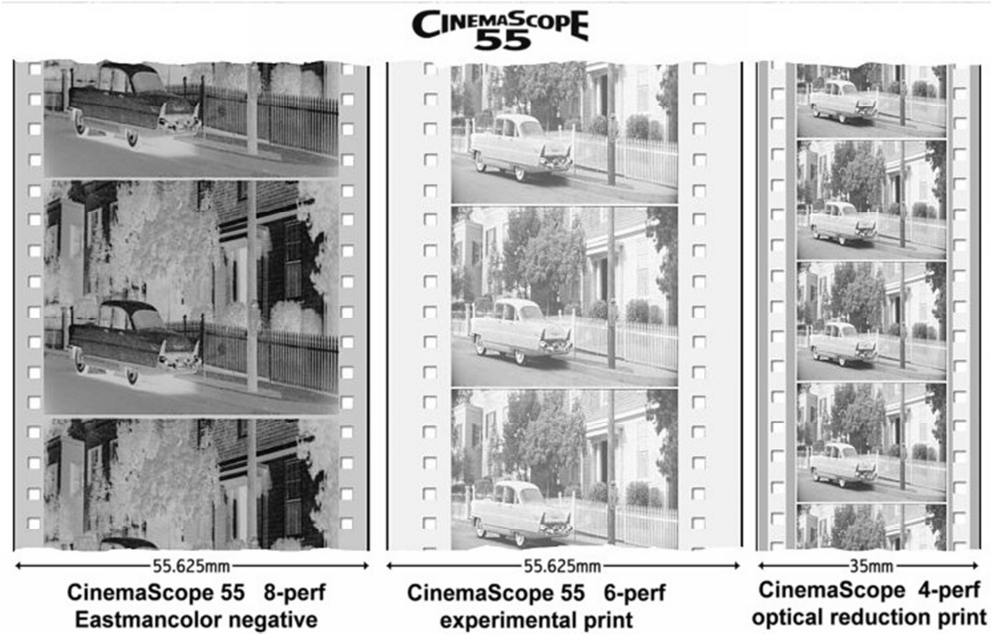 CINEMASCOPE
55
55.625mm
55.625mm
35mm
CinemaScope 55 8-perf
Eastmancolor negative
CinemaScope 55 6-perf
experimental print
CinemaScope 4-perf
optical reduction print